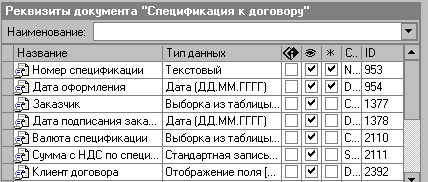 Реквизиты документа "Спецификация к договору"
Наименование:
Название Тип данных * C... ID
Номер спецификации Текстовый N... 953
Дата оформления Дата (ДД.ММ.ГГГГ) D... 954
Заказчик Выборка из таблицы... C... 1377
Дата подписания зака... Дата (ДД.ММ.ГГГГ) D... 1378
Валюта спецификации Выборка из таблицы... C... 2110
Сумма с НДС по специ... Стандартная запись... S... 2111
Клиент договора Отображение поля [... D... 2392